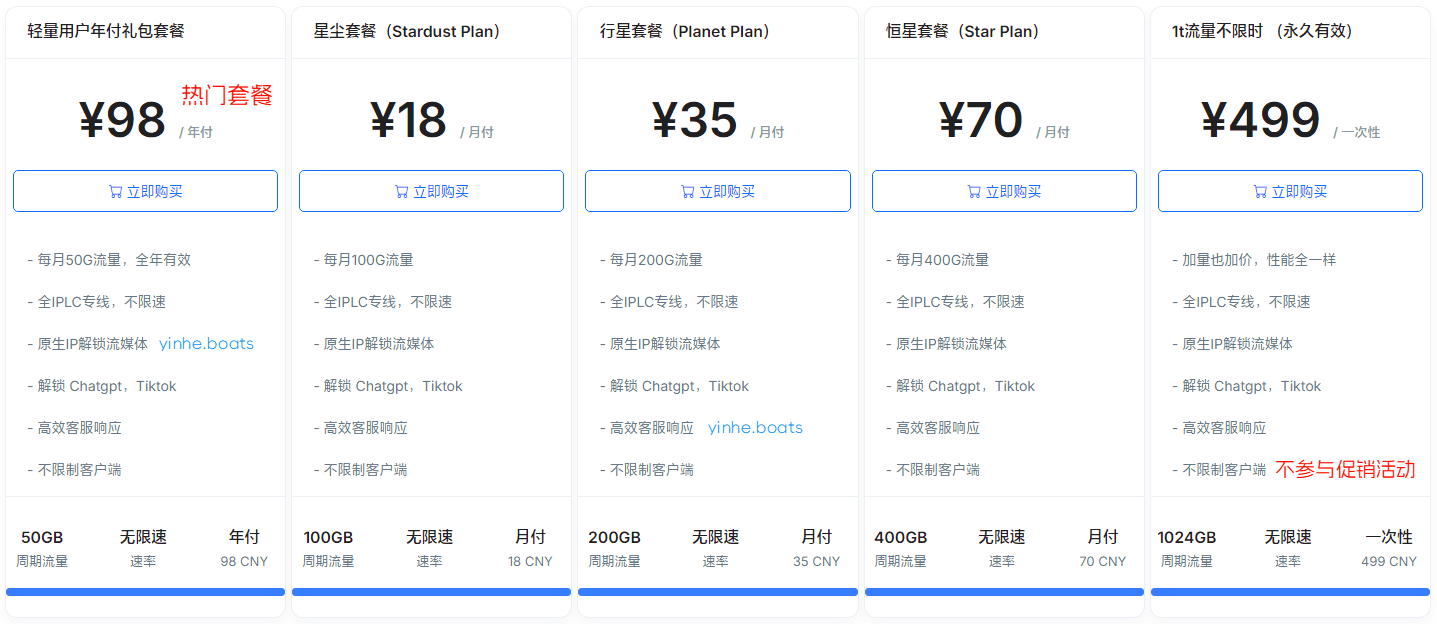 轻量用户年付礼包套餐
¥98 / 年付
热门套餐
立即购买
- 每月50G流量，全年有效
- 全IPLC专线，不限速
- 原生IP解锁流媒体 yinhe.boats
- 解锁 Chatgpt，Tiktok
- 高效客服响应
- 不限制客户端
50GB 无限速 年付
周期流量 速率 98 CNY
星尘套餐（Stardust Plan）
¥18 / 月付
立即购买
- 每月100G流量
- 全IPLC专线，不限速
- 原生IP解锁流媒体
- 解锁 Chatgpt，Tiktok
- 高效客服响应
- 不限制客户端
100GB 无限速 月付
周期流量 速率 18 CNY
行星套餐（Planet Plan）
¥35 / 月付
立即购买
- 每月200G流量
- 全IPLC专线，不限速
- 原生IP解锁流媒体
- 解锁 Chatgpt，Tiktok
- 高效客服响应 yinhe.boats
- 不限制客户端
200GB 无限速 月付
周期流量 速率 35 CNY
恒星套餐（Star Plan）
¥70 / 月付
立即购买
- 每月400G流量
- 全IPLC专线，不限速
- 原生IP解锁流媒体
- 解锁 Chatgpt，Tiktok
- 高效客服响应
- 不限制客户端
400GB 无限速 月付
周期流量 速率 70 CNY
1t流量不限时 （永久有效）
¥499 / 一次性
立即购买
- 加量也加价，性能全一样
- 全IPLC专线，不限速
- 原生IP解锁流媒体
- 解锁 Chatgpt，Tiktok
- 高效客服响应
- 不限制客户端 不参与促销活动
1024GB 无限速 一次性
周期流量 速率 499 CNY